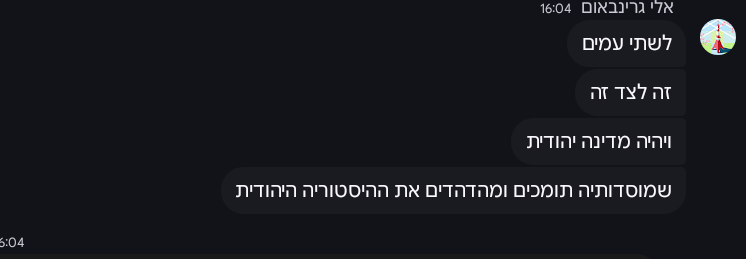 אלי גרינבאום 16:04
לשתי עמים
זה לצד זה
ויהיה מדינה יהודית
שמוסדותיה תומכים ומהדהדים את ההיסטוריה היהודית
6:04